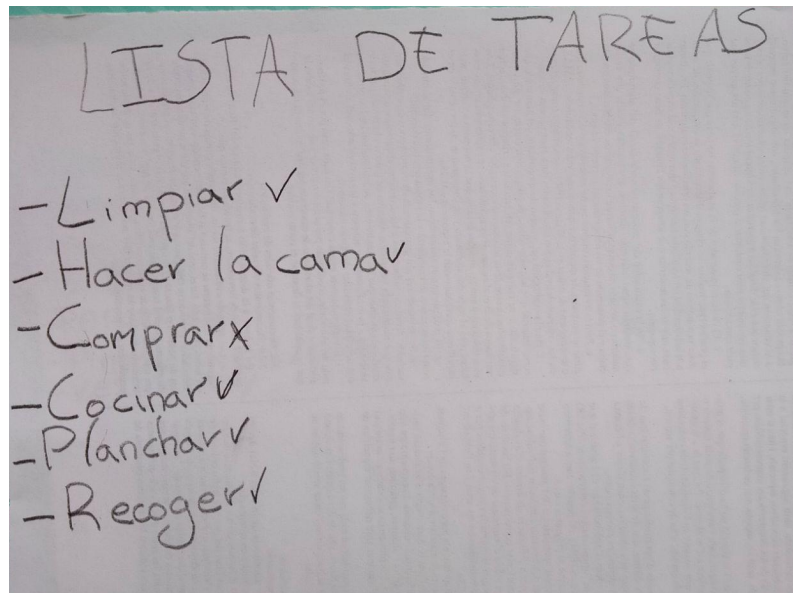 LISTA DE TAREAS
- Limpiar ✓
- Hacer la cama ✓
- Comprar x
- Cocinar ✓
- Planchar ✓
- Recoger ✓